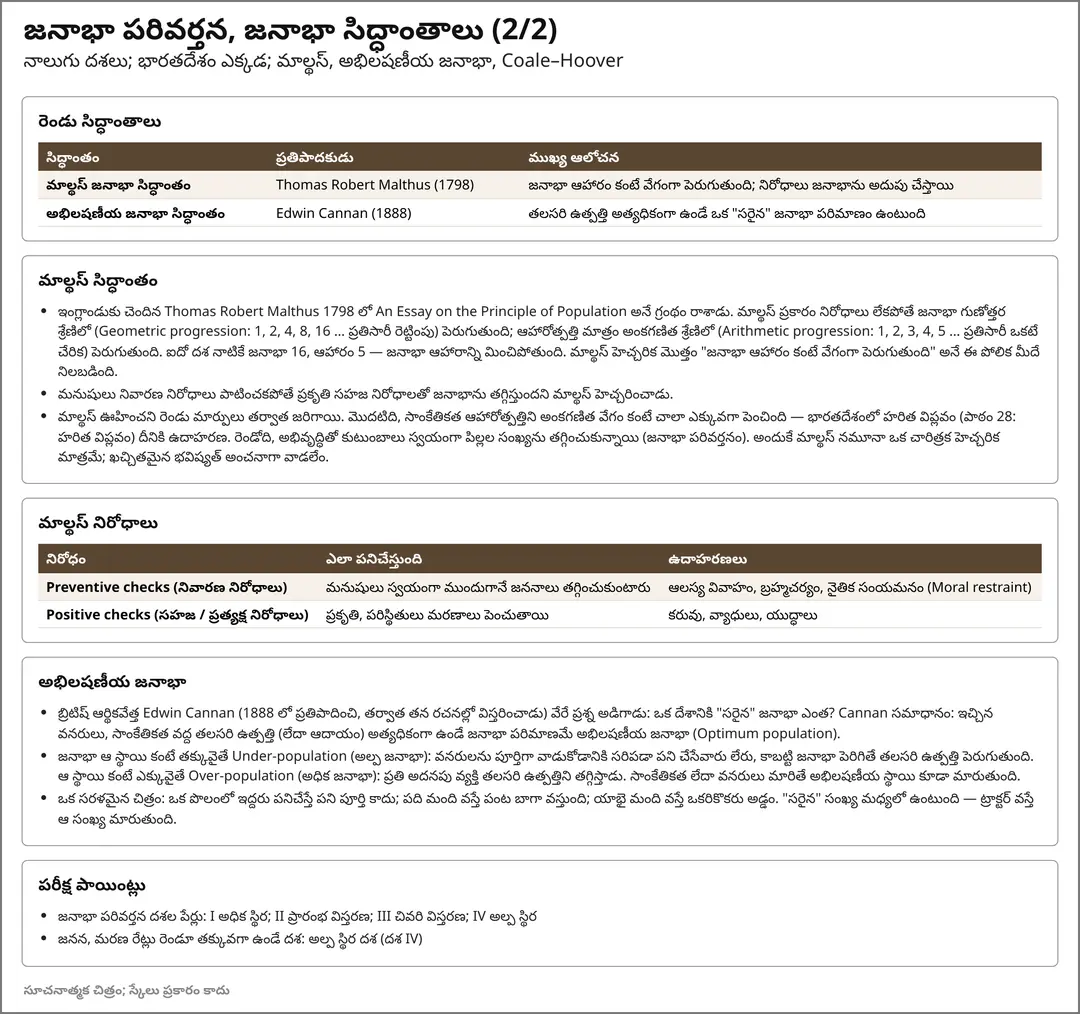 జనాభా పరివర్తన, జనాభా సిద్ధాంతాలు (2/2)
నాలుగు దశలు; భారతదేశం ఎక్కడ; మాల్థస్, అభిలషణీయ జనాభా, Coale–Hoover
రెండు సిద్ధాంతాలు
సిద్ధాంతం ప్రతిపాదకుడు ముఖ్య ఆలోచన
మాల్థస్ జనాభా సిద్ధాంతం Thomas Robert Malthus (1798) జనాభా ఆహారం కంటే వేగంగా పెరుగుతుంది; నిరోధాలు జనాభాను అదుపు చేస్తాయి
అభిలషణీయ జనాభా సిద్ధాంతం Edwin Cannan (1888) తలసరి ఉత్పత్తి అత్యధికంగా ఉండే ఒక "సరైన" జనాభా పరిమాణం ఉంటుంది
మాల్థస్ సిద్ధాంతం
• ఇంగ్లాండుకు చెందిన Thomas Robert Malthus 1798 లో An Essay on the Principle of Population అనే గ్రంథం రాశాడు. మాల్థస్ ప్రకారం నిరోధాలు లేకపోతే జనాభా గుణోత్తర
శ్రేణిలో (Geometric progression: 1, 2, 4, 8, 16 … ప్రతిసారీ రెట్టింపు) పెరుగుతుంది; ఆహారోత్పత్తి మాత్రం అంకగణిత శ్రేణిలో (Arithmetic progression: 1, 2, 3, 4, 5 … ప్రతిసారీ ఒకటే
చేరిక) పెరుగుతుంది. ఐదో దశ నాటికే జనాభా 16, ఆహారం 5 — జనాభా ఆహారాన్ని మించిపోతుంది. మాల్థస్ హెచ్చరిక మొత్తం "జనాభా ఆహారం కంటే వేగంగా పెరుగుతుంది" అనే ఈ పోలిక మీదే
నిలబడింది.
• మనుషులు నివారణ నిరోధాలు పాటించకపోతే ప్రకృతి సహజ నిరోధాలతో జనాభాను తగ్గిస్తుందని మాల్థస్ హెచ్చరించాడు.
• మాల్థస్ ఊహించని రెండు మార్పులు తర్వాత జరిగాయి. మొదటిది, సాంకేతికత ఆహారోత్పత్తిని అంకగణిత వేగం కంటే చాలా ఎక్కువగా పెంచింది — భారతదేశంలో హరిత విప్లవం (పాఠం 28:
హరిత విప్లవం) దీనికి ఉదాహరణ. రెండోది, అభివృద్ధితో కుటుంబాలు స్వయంగా పిల్లల సంఖ్యను తగ్గించుకున్నాయి (జనాభా పరివర్తనం). అందుకే మాల్థస్ నమూనా ఒక చారిత్రక హెచ్చరిక
మాత్రమే; ఖచ్చితమైన భవిష్యత్ అంచనాగా వాడలేం.
మాల్థస్ నిరోధాలు
నిరోధం ఎలా పనిచేస్తుంది ఉదాహరణలు
Preventive checks (నివారణ నిరోధాలు) మనుషులు స్వయంగా ముందుగానే జననాలు తగ్గించుకుంటారు ఆలస్య వివాహం, బ్రహ్మచర్యం, నైతిక సంయమనం (Moral restraint)
Positive checks (సహజ / ప్రత్యక్ష నిరోధాలు) ప్రకృతి, పరిస్థితులు మరణాలు పెంచుతాయి కరువు, వ్యాధులు, యుద్ధాలు
అభిలషణీయ జనాభా
• బ్రిటిష్ ఆర్థికవేత్త Edwin Cannan (1888 లో ప్రతిపాదించి, తర్వాత తన రచనల్లో విస్తరించాడు) వేరే ప్రశ్న అడిగాడు: ఒక దేశానికి "సరైన" జనాభా ఎంత? Cannan సమాధానం: ఇచ్చిన
వనరులు, సాంకేతికత వద్ద తలసరి ఉత్పత్తి (లేదా ఆదాయం) అత్యధికంగా ఉండే జనాభా పరిమాణమే అభిలషణీయ జనాభా (Optimum population).
• జనాభా ఆ స్థాయి కంటే తక్కువైతే Under-population (అల్ప జనాభా): వనరులను పూర్తిగా వాడుకోడానికి సరిపడా పని చేసేవారు లేరు, కాబట్టి జనాభా పెరిగితే తలసరి ఉత్పత్తి పెరుగుతుంది.
ఆ స్థాయి కంటే ఎక్కువైతే Over-population (అధిక జనాభా): ప్రతి అదనపు వ్యక్తి తలసరి ఉత్పత్తిని తగ్గిస్తాడు. సాంకేతికత లేదా వనరులు మారితే అభిలషణీయ స్థాయి కూడా మారుతుంది.
• ఒక సరళమైన చిత్రం: ఒక పొలంలో ఇద్దరు పనిచేస్తే పని పూర్తి కాదు; పది మంది వస్తే పంట బాగా వస్తుంది; యాభై మంది వస్తే ఒకరికొకరు అడ్డం. "సరైన" సంఖ్య మధ్యలో ఉంటుంది — ట్రాక్టర్ వస్తే
ఆ సంఖ్య మారుతుంది.
పరీక్ష పాయింట్లు
• జనాభా పరివర్తన దశల పేర్లు: I అధిక స్థిర; II ప్రారంభ విస్తరణ; III చివరి విస్తరణ; IV అల్ప స్థిర
• జనన, మరణ రేట్లు రెండూ తక్కువగా ఉండే దశ: అల్ప స్థిర దశ (దశ IV)
సూచనాత్మక చిత్రం; స్కేలు ప్రకారం కాదు